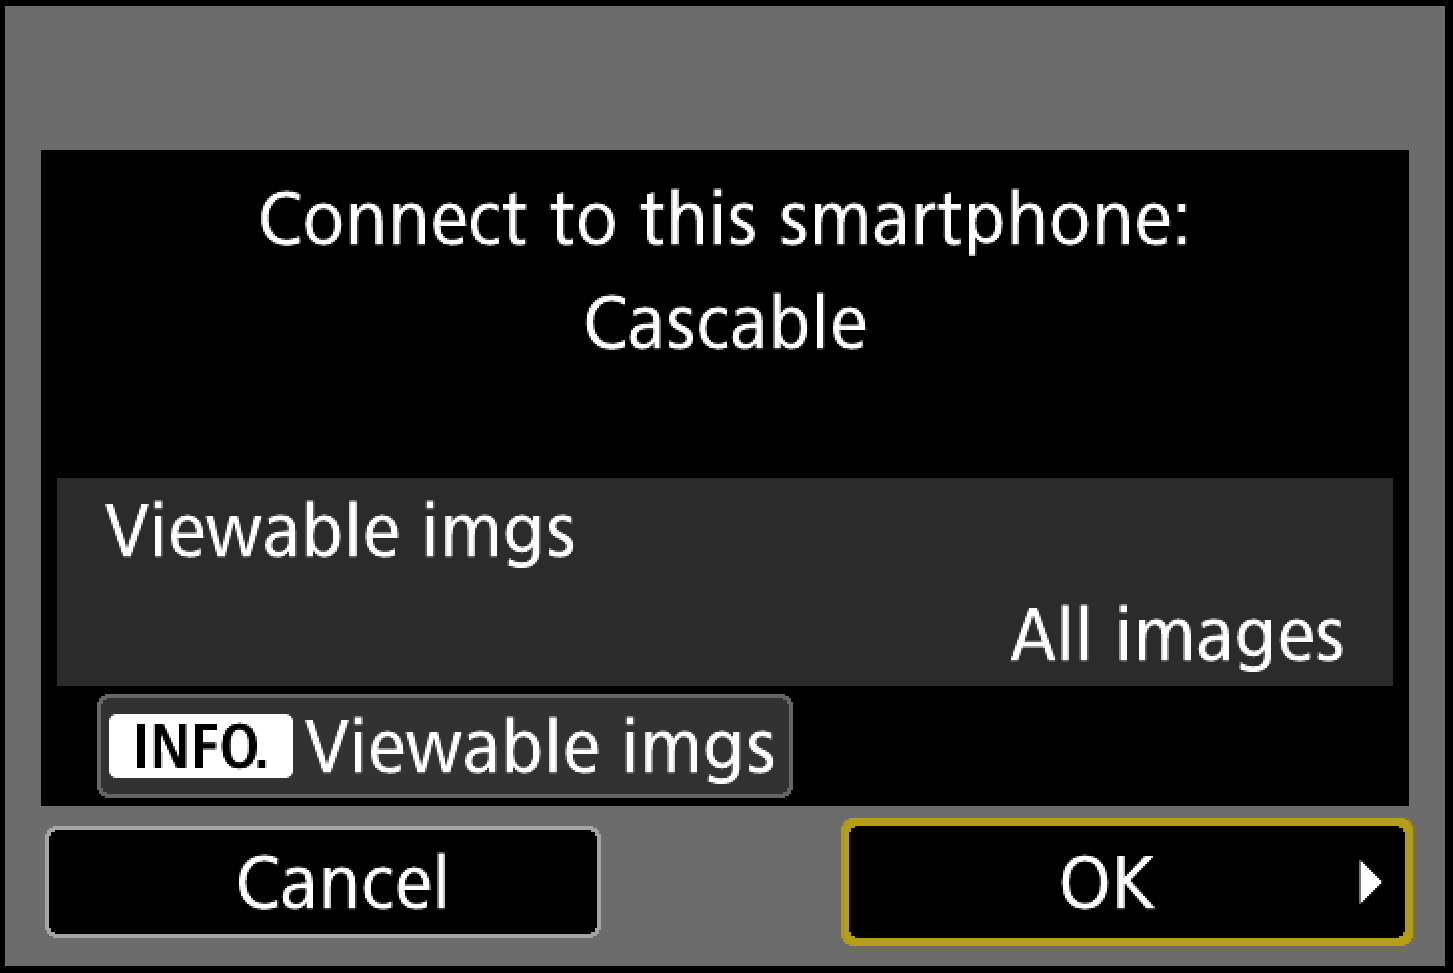 Connect to this smartphone:
Cascable
Viewable imgs
All images
INFO. Viewable imgs
Cancel
OK